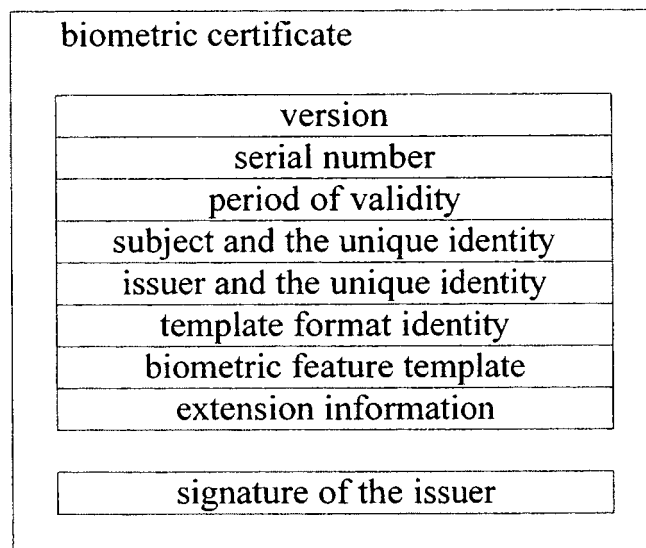 biometric certificate
version
serial number
period of validity
subject and the unique identity
issuer and the unique identity
template format identity
biometric feature template
extension information
signature of the issuer